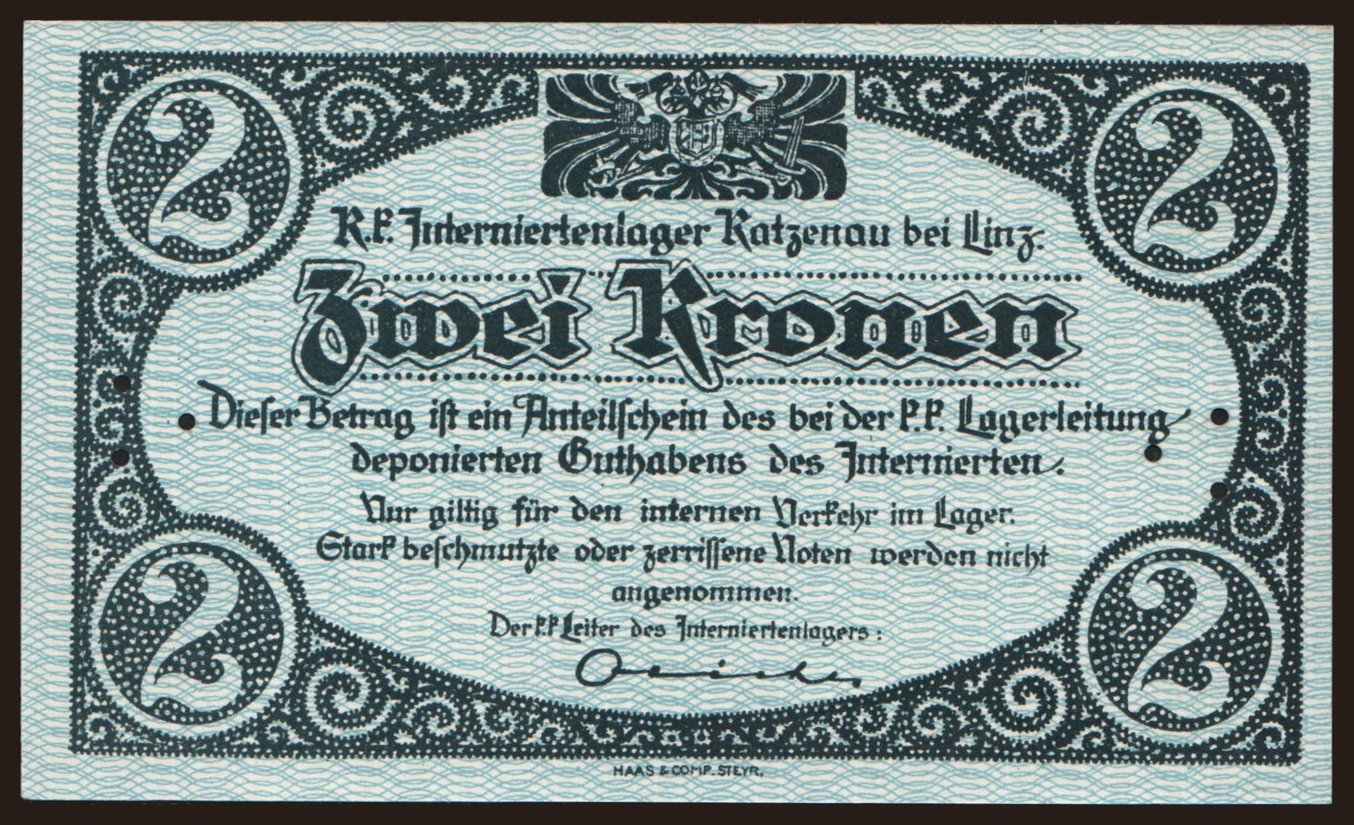 2 2
K.k. Interniertenlager Katzenau bei Linz.
Zwei Kronen
Dieser Betrag ist ein Anteilschein des bei der k.k. Lagerleitung
deponierten Guthabens des Internierten.
Nur giltig für den internen Verkehr im Lager.
Stark beschmutzte oder zerrissene Noten werden nicht
angenommen.
Der k.k Leiter des Interniertenlagers:
2 2
HAAS & COMP. STEYR.